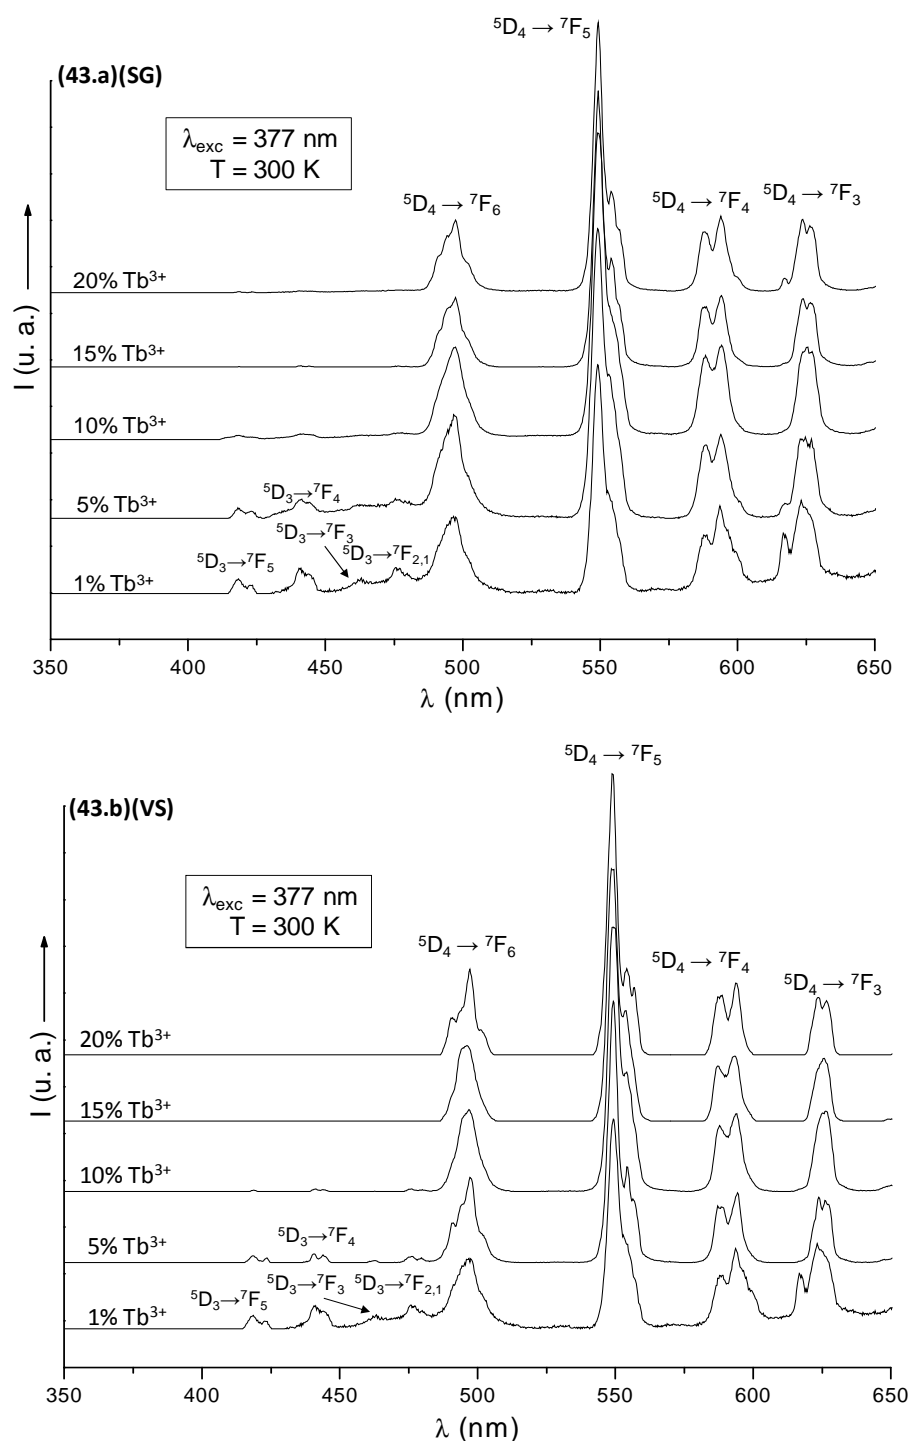 ⁵D₄ → ⁷F₅
(43.a)(SG)
λexc = 377 nm
T = 300 K
⁵D₄ → ⁷F₆
⁵D₄ → ⁷F₄
⁵D₄ → ⁷F₃
I (u. a.)
20% Tb³⁺
15% Tb³⁺
10% Tb³⁺
5% Tb³⁺
⁵D₃→⁷F₄
⁵D₃→⁷F₃
⁵D₃→⁷F₂,₁
⁵D₃→⁷F₅
1% Tb³⁺
350 400 450 500 550 600 650
λ (nm)
⁵D₄ → ⁷F₅
(43.b)(VS)
λexc = 377 nm
T = 300 K
⁵D₄ → ⁷F₆
⁵D₄ → ⁷F₄
⁵D₄ → ⁷F₃
I (u. a.)
20% Tb³⁺
15% Tb³⁺
10% Tb³⁺
5% Tb³⁺
⁵D₃→⁷F₄
⁵D₃→⁷F₃
⁵D₃→⁷F₂,₁
⁵D₃→⁷F₅
1% Tb³⁺
350 400 450 500 550 600 650
λ (nm)